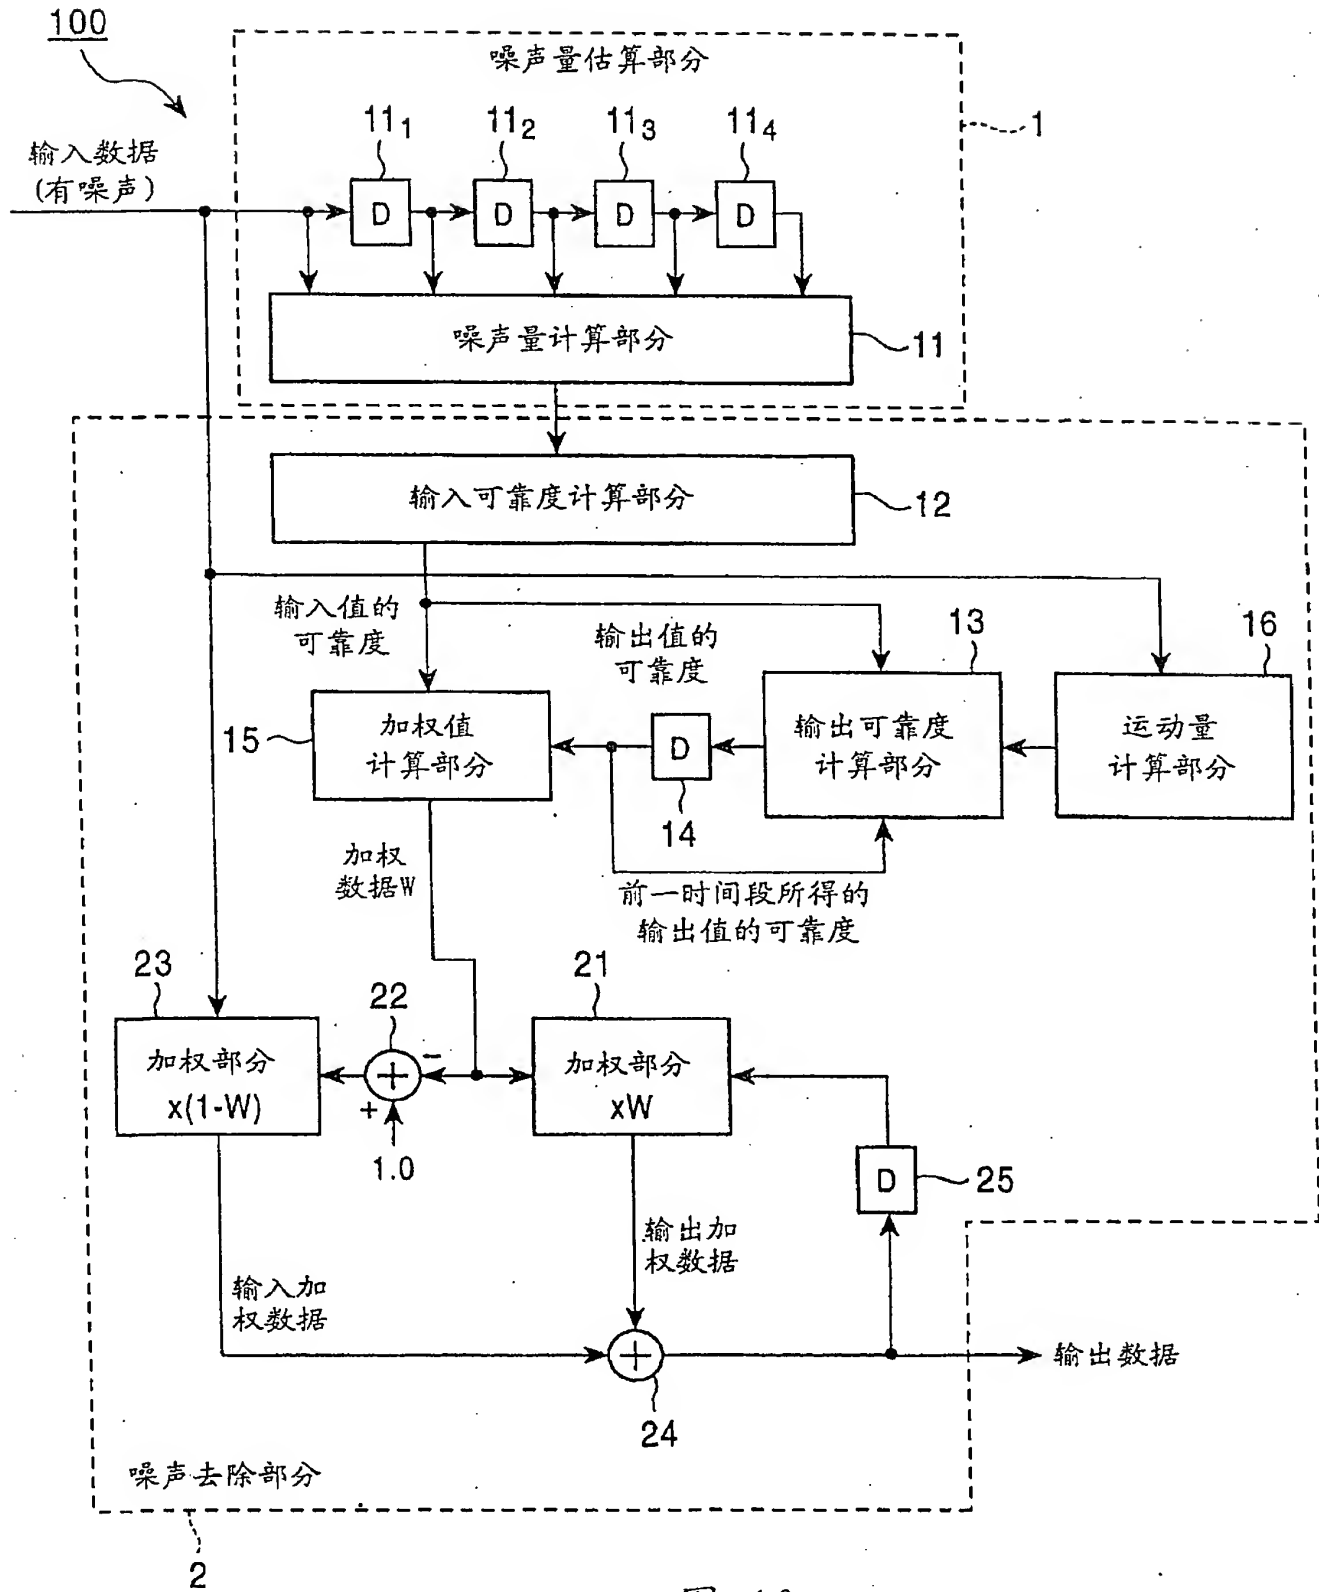 100
噪声量估算部分
11₁
11₂
11₃
11₄
1
输入数据
(有噪声)
D
D
D
D
噪声量计算部分
11
输入可靠度计算部分
12
输入值的
可靠度
输出值的
可靠度
13
16
15
加权值
计算部分
D
14
输出可靠度
计算部分
运动量
计算部分
加权
数据W
前一时间段所得的
输出值的可靠度
23
22
21
加权部分
x(1-W)
−
+
1.0
加权部分
xW
D
25
输出加
权数据
输入加
权数据
输出数据
24
噪声去除部分
2